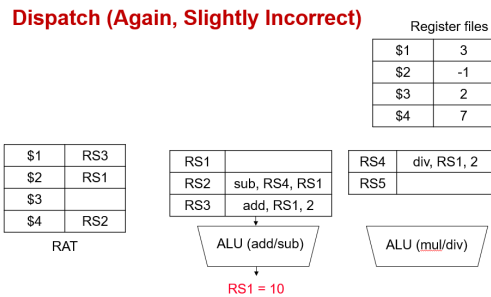 Dispatch (Again, Slightly Incorrect)
Register files
$1 3
$2 -1
$3 2
$4 7
$1 RS3
$2 RS1
$3
$4 RS2
RAT
RS1
RS2 sub, RS4, RS1
RS3 add, RS1, 2
ALU (add/sub)
RS1 = 10
RS4 div, RS1, 2
RS5
ALU (mul/div)